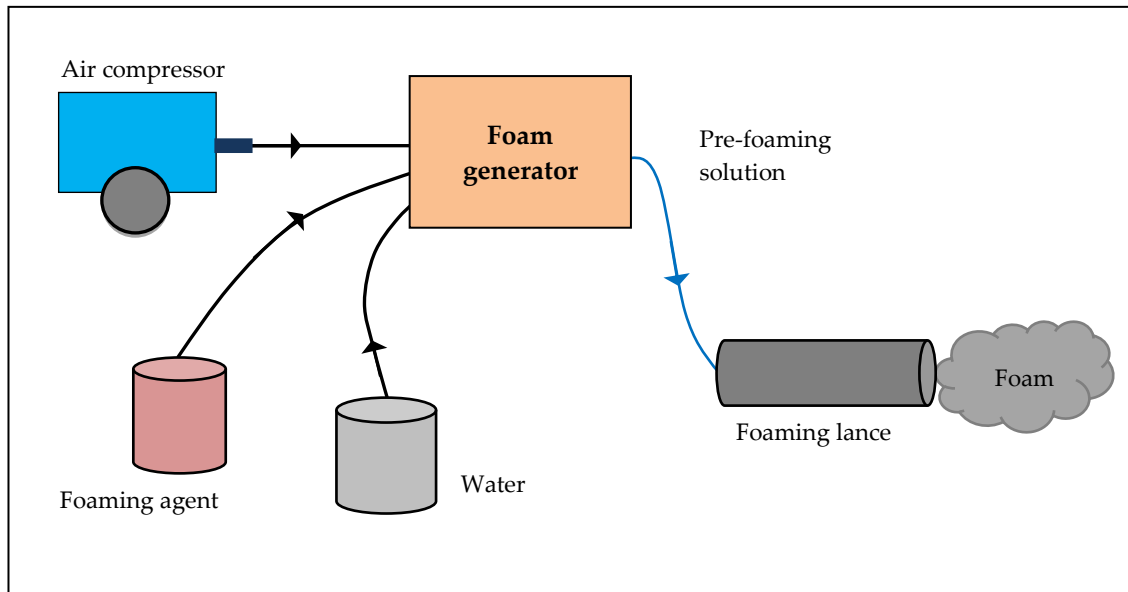 Air compressor
Foam
generator
Pre-foaming
solution
Foam
Foaming lance
Water
Foaming agent